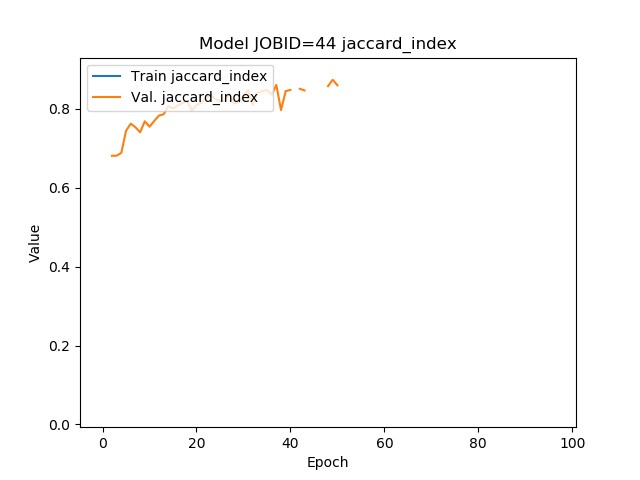 Model JOBID=44 jaccard_index
Train jaccard_index
Val. jaccard_index
0.8
0.6
0.4
0.2
0.0
Value
0 20 40 60 80 100
Epoch